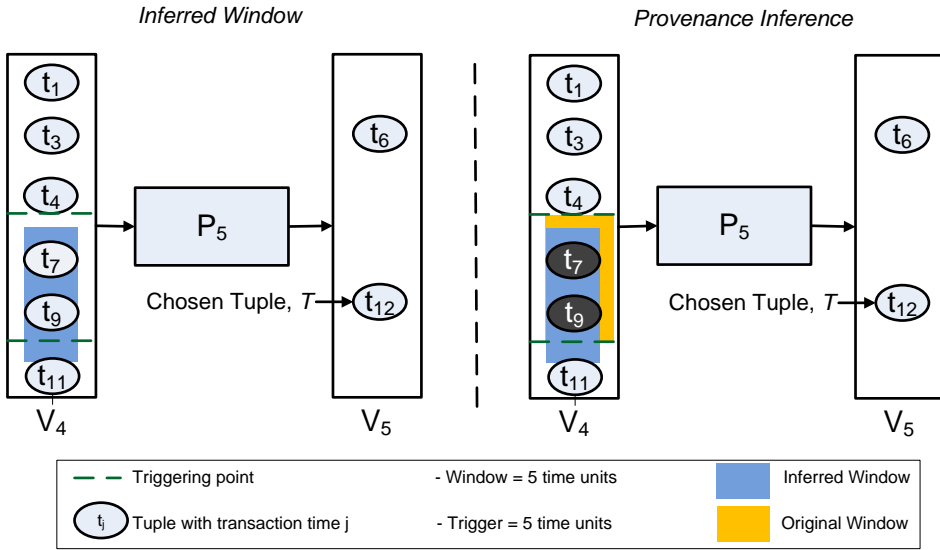 Inferred Window
Provenance Inference
t1
t3
t4
t7
t9
t11
V4
P5
Chosen Tuple, T
t6
t12
V5
t1
t3
t4
t7
t9
t11
V4
P5
Chosen Tuple, T
t6
t12
V5
Triggering point
- Window = 5 time units
Inferred Window
tj
Tuple with transaction time j
- Trigger = 5 time units
Original Window